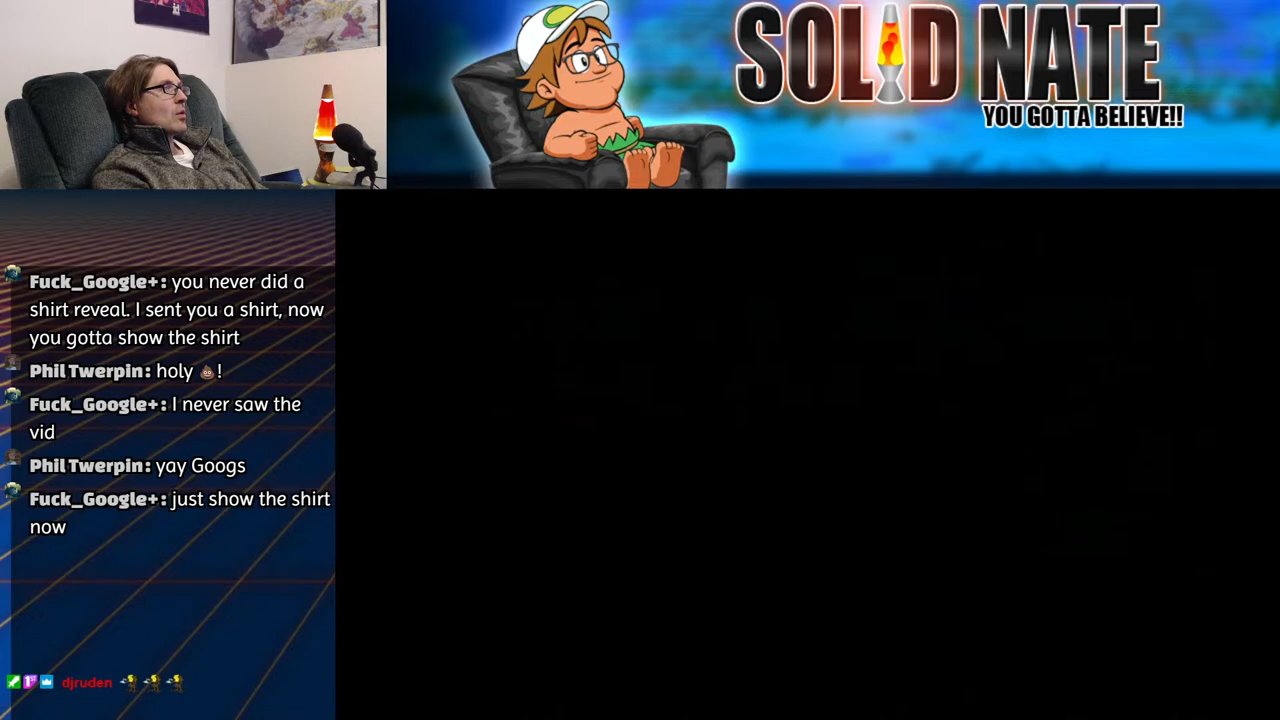 SOLID NATE
YOU GOTTA BELIEVE!!
Fuck_Google+: you never did a
shirt reveal. I sent you a shirt, now
you gotta show the shirt
Phil Twerpin: holy 💩!
Fuck_Google+: I never saw the
vid
Phil Twerpin: yay Googs
Fuck_Google+: just show the shirt
now
djruden